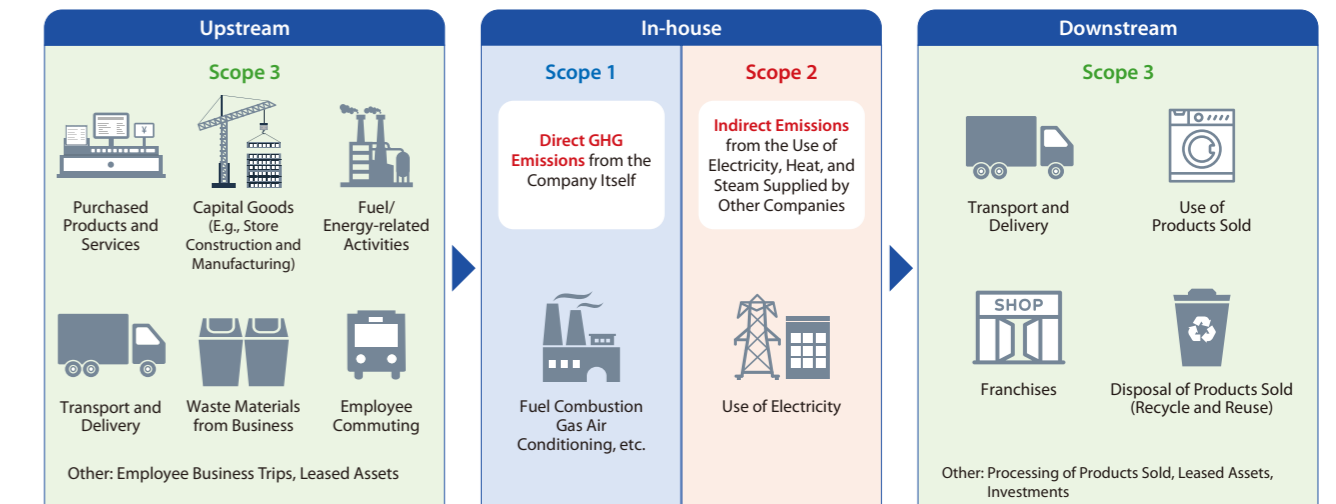 Upstream
Scope 3
¥
Purchased
Products and
Services
Capital Goods
(E.g., Store
Construction and
Manufacturing)
Fuel/
Energy-related
Activities
Transport and
Delivery
Waste Materials
from Business
Employee
Commuting
Other: Employee Business Trips, Leased Assets
In-house
Scope 1
Direct GHG
Emissions from the
Company Itself
Fuel Combustion
Gas Air
Conditioning, etc.
Scope 2
Indirect Emissions
from the Use of
Electricity, Heat, and
Steam Supplied by
Other Companies
Use of Electricity
Downstream
Scope 3
Transport and
Delivery
Use of
Products Sold
SHOP
Franchises
Disposal of Products Sold
(Recycle and Reuse)
Other: Processing of Products Sold, Leased Assets,
Investments